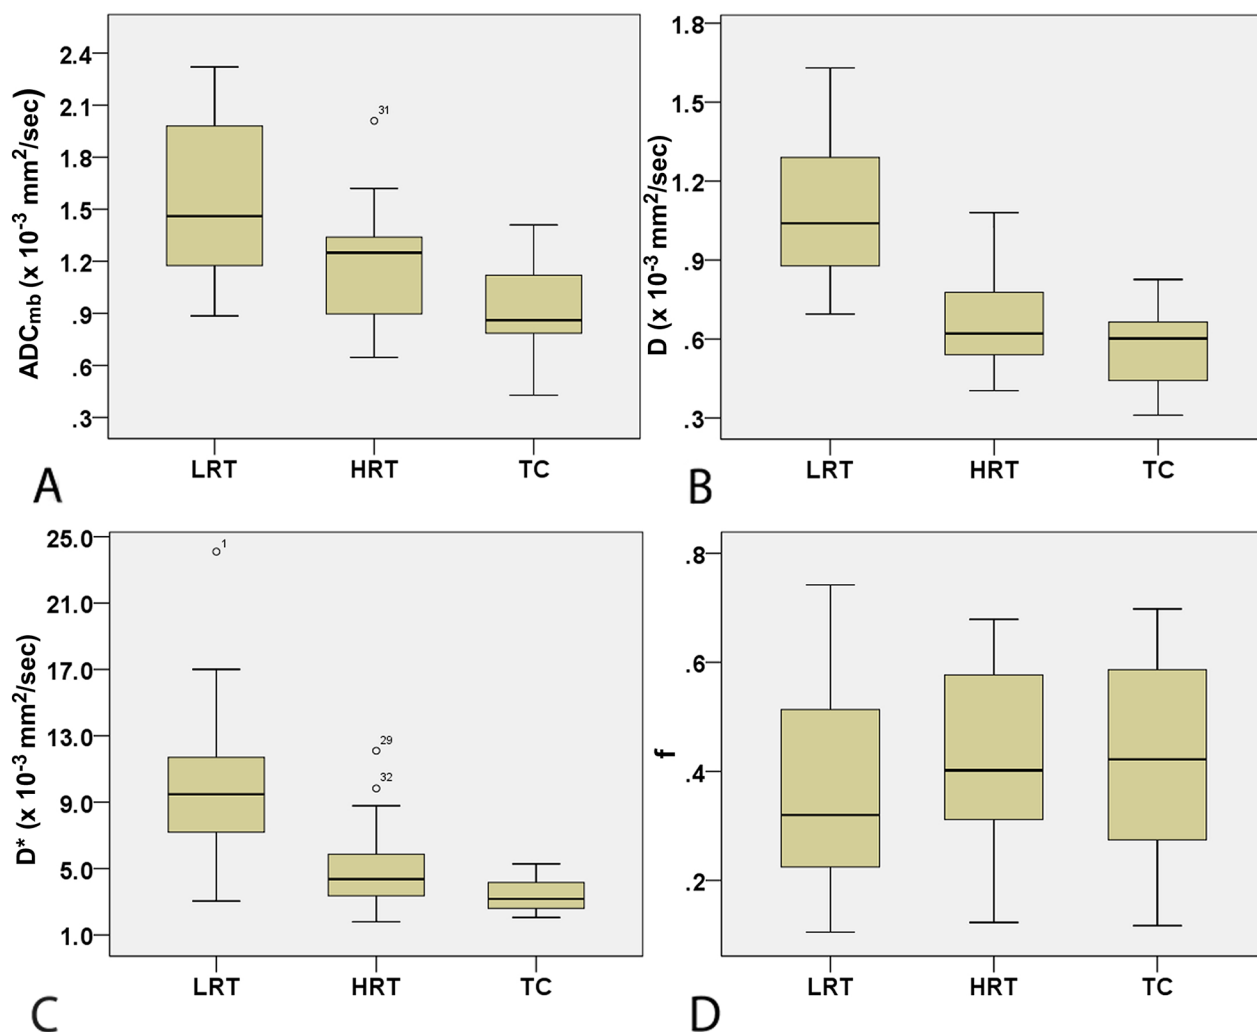 ADCmb (x 10-3 mm2/sec)
2.4
2.1
1.8
1.5
1.2
.9
.6
.3
31
LRT HRT TC
A
D (x 10-3 mm2/sec)
1.8
1.5
1.2
.9
.6
.3
LRT HRT TC
B
D* (x 10-3 mm2/sec)
25.0
21.0
17.0
13.0
9.0
5.0
1.0
1
29
32
LRT HRT TC
C
f
.8
.6
.4
.2
LRT HRT TC
D